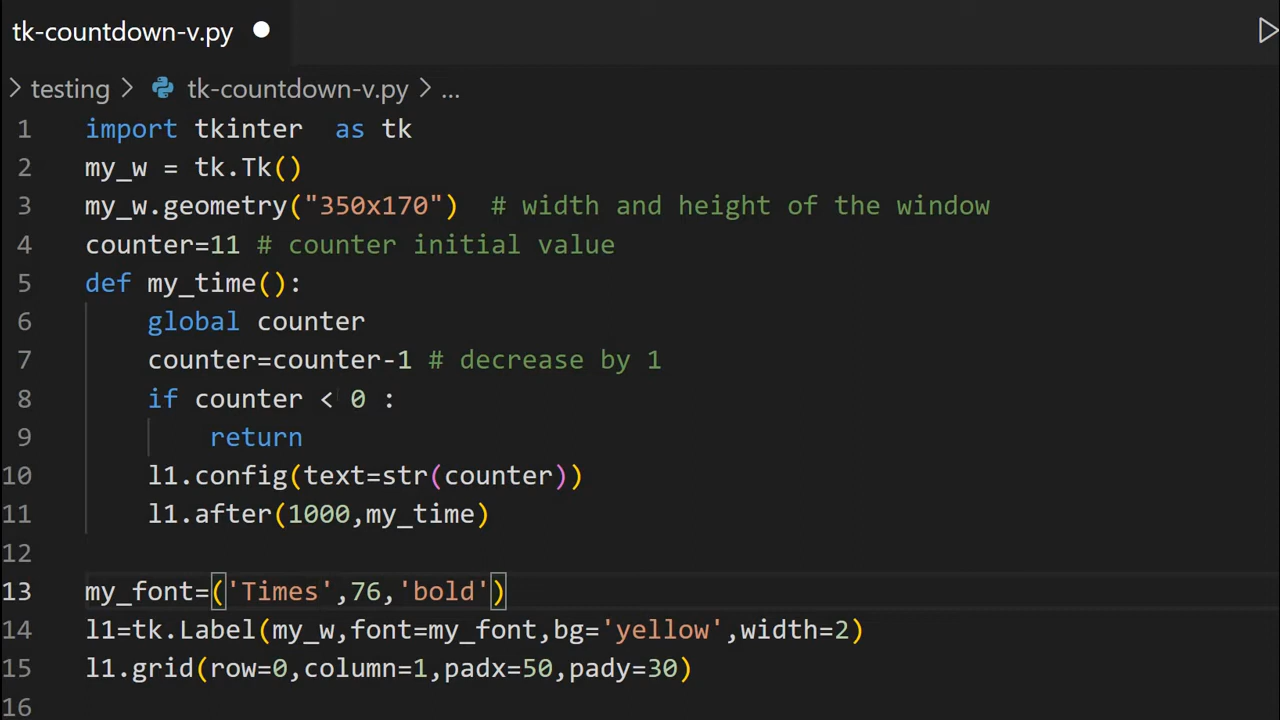 tk-countdown-v.py
testing > tk-countdown-v.py > ...
1 import tkinter  as tk
2 my_w = tk.Tk()
3 my_w.geometry("350x170")  # width and height of the window
4 counter=11 # counter initial value
5 def my_time():
6     global counter
7     counter=counter-1 # decrease by 1
8     if counter < 0 :
9         return
10     l1.config(text=str(counter))
11     l1.after(1000,my_time)
12
13 my_font=('Times',76,'bold')
14 l1=tk.Label(my_w,font=my_font,bg='yellow',width=2)
15 l1.grid(row=0,column=1,padx=50,pady=30)
16